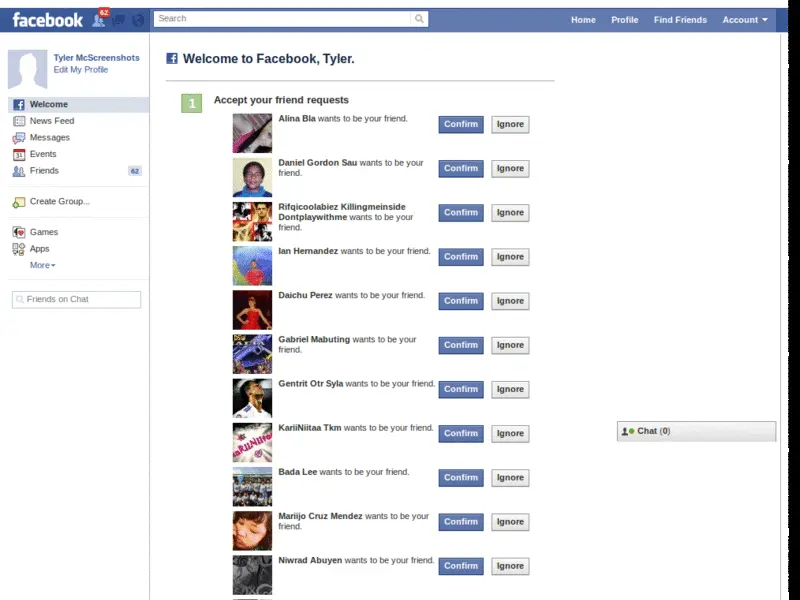 facebook
62
Search
Home Profile Find Friends Account
Tyler McScreenshots
Edit My Profile
Welcome
News Feed
Messages
31 Events
Friends 62
Create Group...
Games
Apps
More
Friends on Chat
Welcome to Facebook, Tyler.
1 Accept your friend requests
Alina Bla wants to be your friend. Confirm Ignore
Daniel Gordon Sau wants to be your
friend.
Confirm Ignore
Rifqicoolabiez Killingmeinside
Dontplaywithme wants to be your
friend.
Confirm Ignore
Ian Hernandez wants to be your friend. Confirm Ignore
Daichu Perez wants to be your friend. Confirm Ignore
Gabriel Mabuting wants to be your
friend.
Confirm Ignore
Gentrit Otr Syla wants to be your friend. Confirm Ignore
KariiNiitaa Tkm wants to be your friend. Confirm Ignore
Bada Lee wants to be your friend. Confirm Ignore
Mariijo Cruz Mendez wants to be your
friend.
Confirm Ignore
Niwrad Abuyen wants to be your friend. Confirm Ignore
Chat (0)